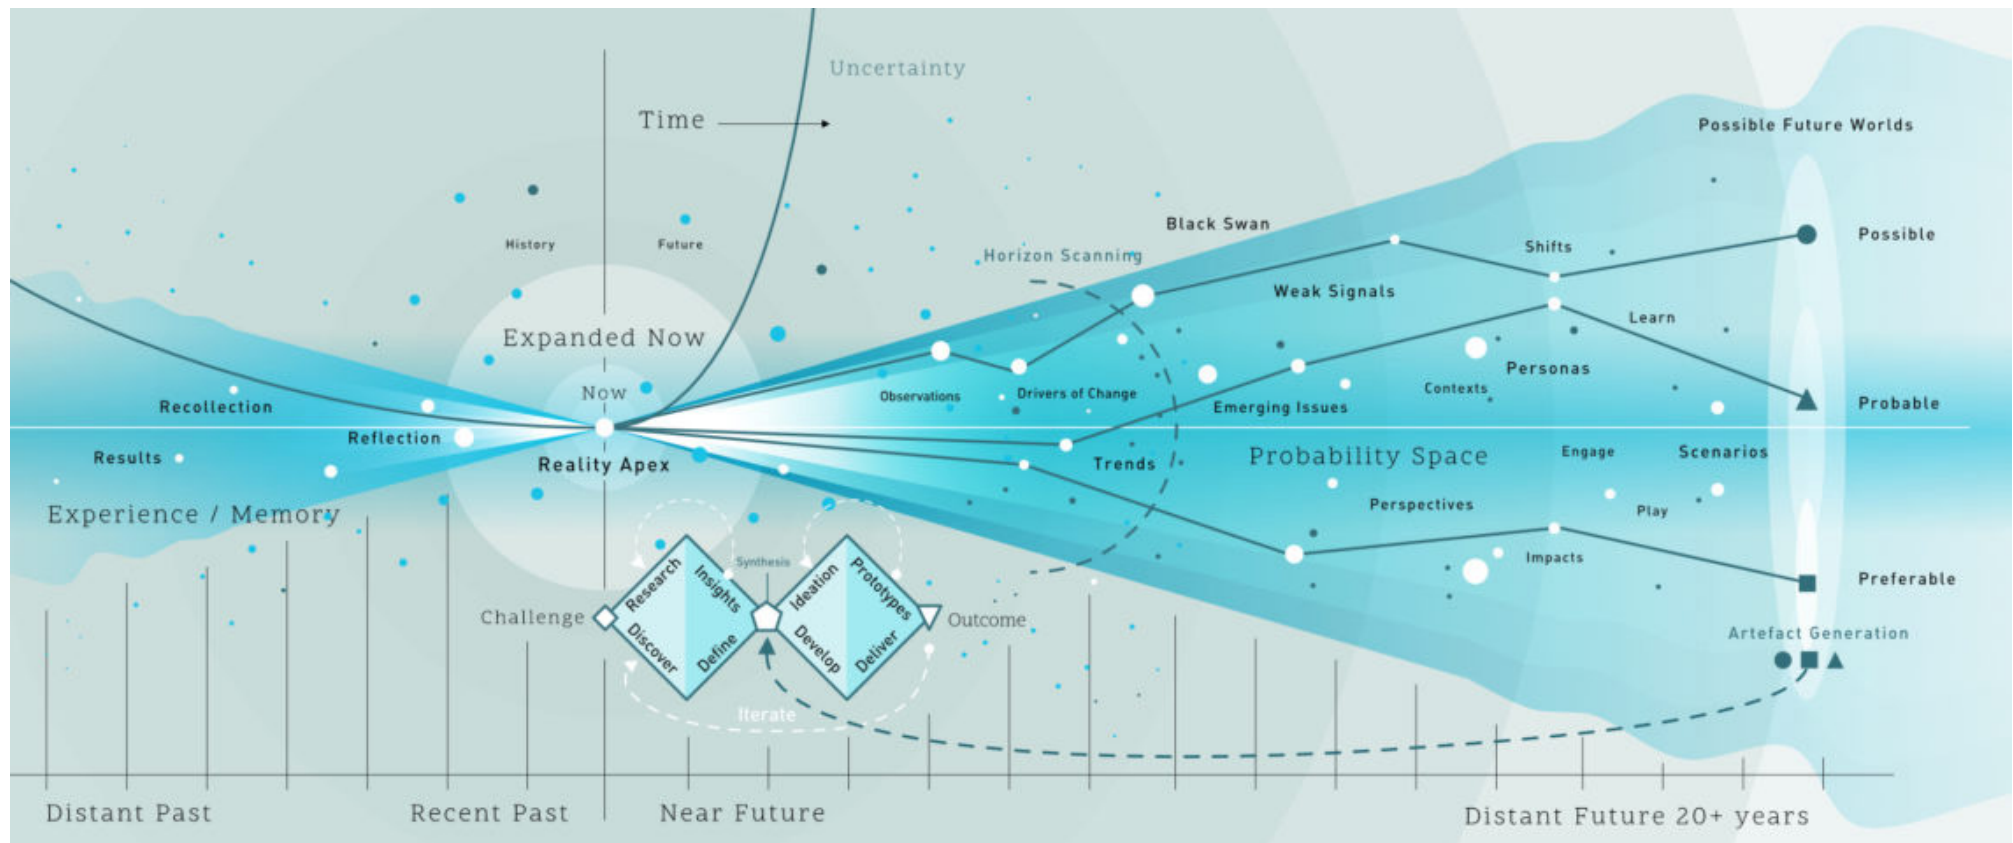 Uncertainty
Time
Possible Future Worlds
Black Swan
Possible
History
Future
Shifts
Horizon Scanning
Weak Signals
Learn
Expanded Now
Personas
Now
Contexts
Observations
Drivers of Change
Probable
Recollection
Emerging Issues
Reflection
Results
Reality Apex
Trends
Probability Space
Engage
Scenarios
Perspectives
Play
Experience / Memory
Synthesis
Impacts
Preferable
Research
Insights
Ideation
Prototypes
Challenge
Outcome
Discover
Define
Develop
Deliver
Artefact Generation
Iterate
Distant Past
Recent Past
Near Future
Distant Future 20+ years